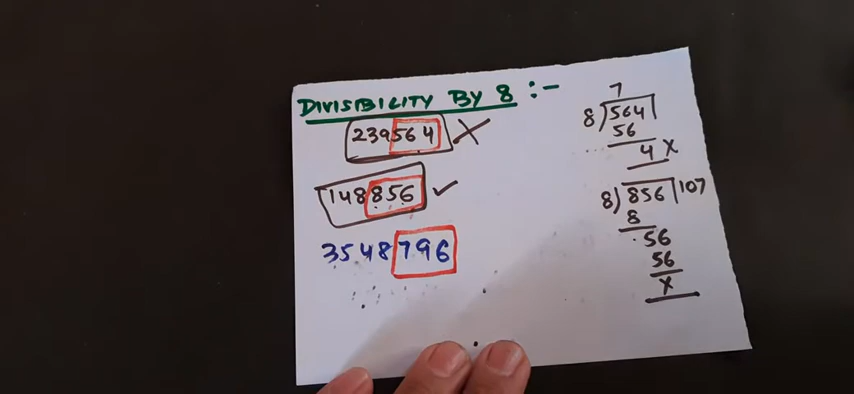 DIVISIBILITY BY 8 :-
239564 X
148856 ✓
3548796
7
8)564
56
4 X
8)856|107
8
56
56
X